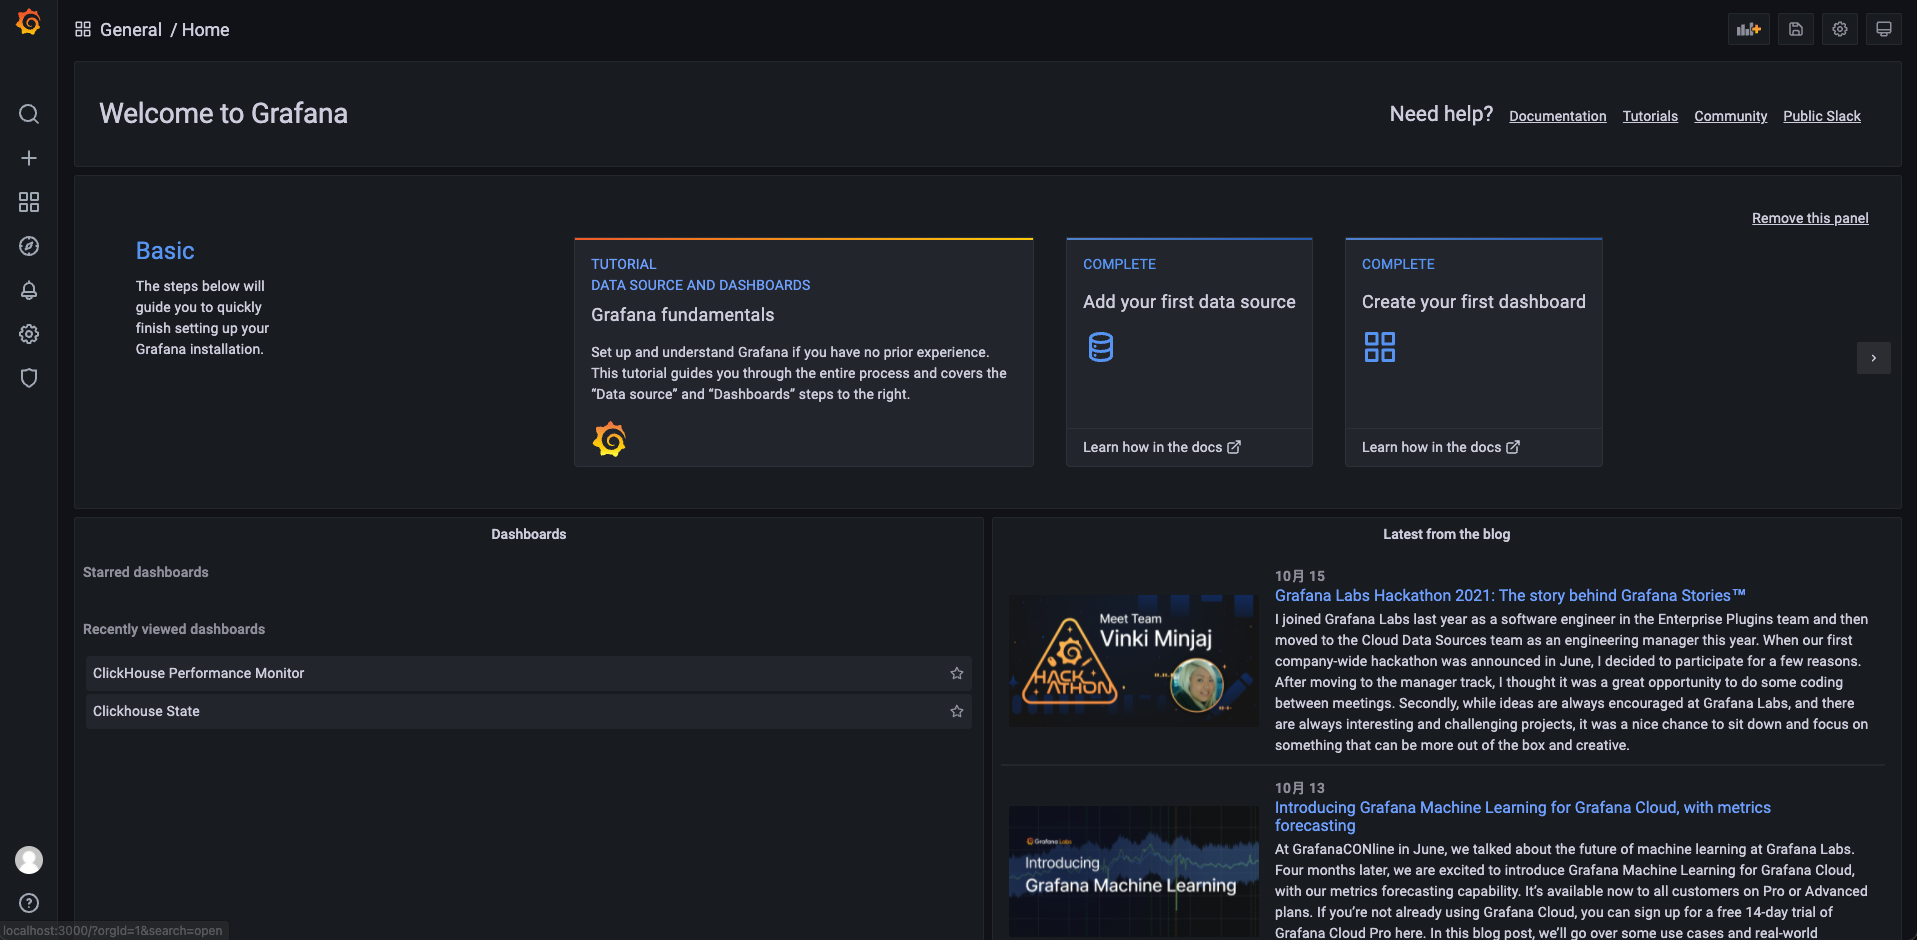 General / Home
Welcome to Grafana
Need help? Documentation Tutorials Community Public Slack
Remove this panel
Basic
The steps below will
guide you to quickly
finish setting up your
Grafana installation.
TUTORIAL
DATA SOURCE AND DASHBOARDS
Grafana fundamentals
Set up and understand Grafana if you have no prior experience.
This tutorial guides you through the entire process and covers the
“Data source” and “Dashboards” steps to the right.
COMPLETE
Add your first data source
Learn how in the docs
COMPLETE
Create your first dashboard
Learn how in the docs
Dashboards
Starred dashboards
Recently viewed dashboards
ClickHouse Performance Monitor
Clickhouse State
Latest from the blog
Meet Team
Vinki Minjaj
HACK
ATHON
10月 15
Grafana Labs Hackathon 2021: The story behind Grafana Stories™
I joined Grafana Labs last year as a software engineer in the Enterprise Plugins team and then
moved to the Cloud Data Sources team as an engineering manager this year. When our first
company-wide hackathon was announced in June, I decided to participate for a few reasons.
After moving to the manager track, I thought it was a great opportunity to do some coding
between meetings. Secondly, while ideas are always encouraged at Grafana Labs, and there
are always interesting and challenging projects, it was a nice chance to sit down and focus on
something that can be more out of the box and creative.
Grafana Labs
Introducing
Grafana Machine Learning
10月 13
Introducing Grafana Machine Learning for Grafana Cloud, with metrics
forecasting
At GrafanaCONline in June, we talked about the future of machine learning at Grafana Labs.
Four months later, we are excited to introduce Grafana Machine Learning for Grafana Cloud,
with our metrics forecasting capability. It’s available now to all customers on Pro or Advanced
plans. If you’re not already using Grafana Cloud, you can sign up for a free 14-day trial of
Grafana Cloud Pro here. In this blog post, we’ll go over some use cases and real-world
localhost:3000/?orgId=1&search=open